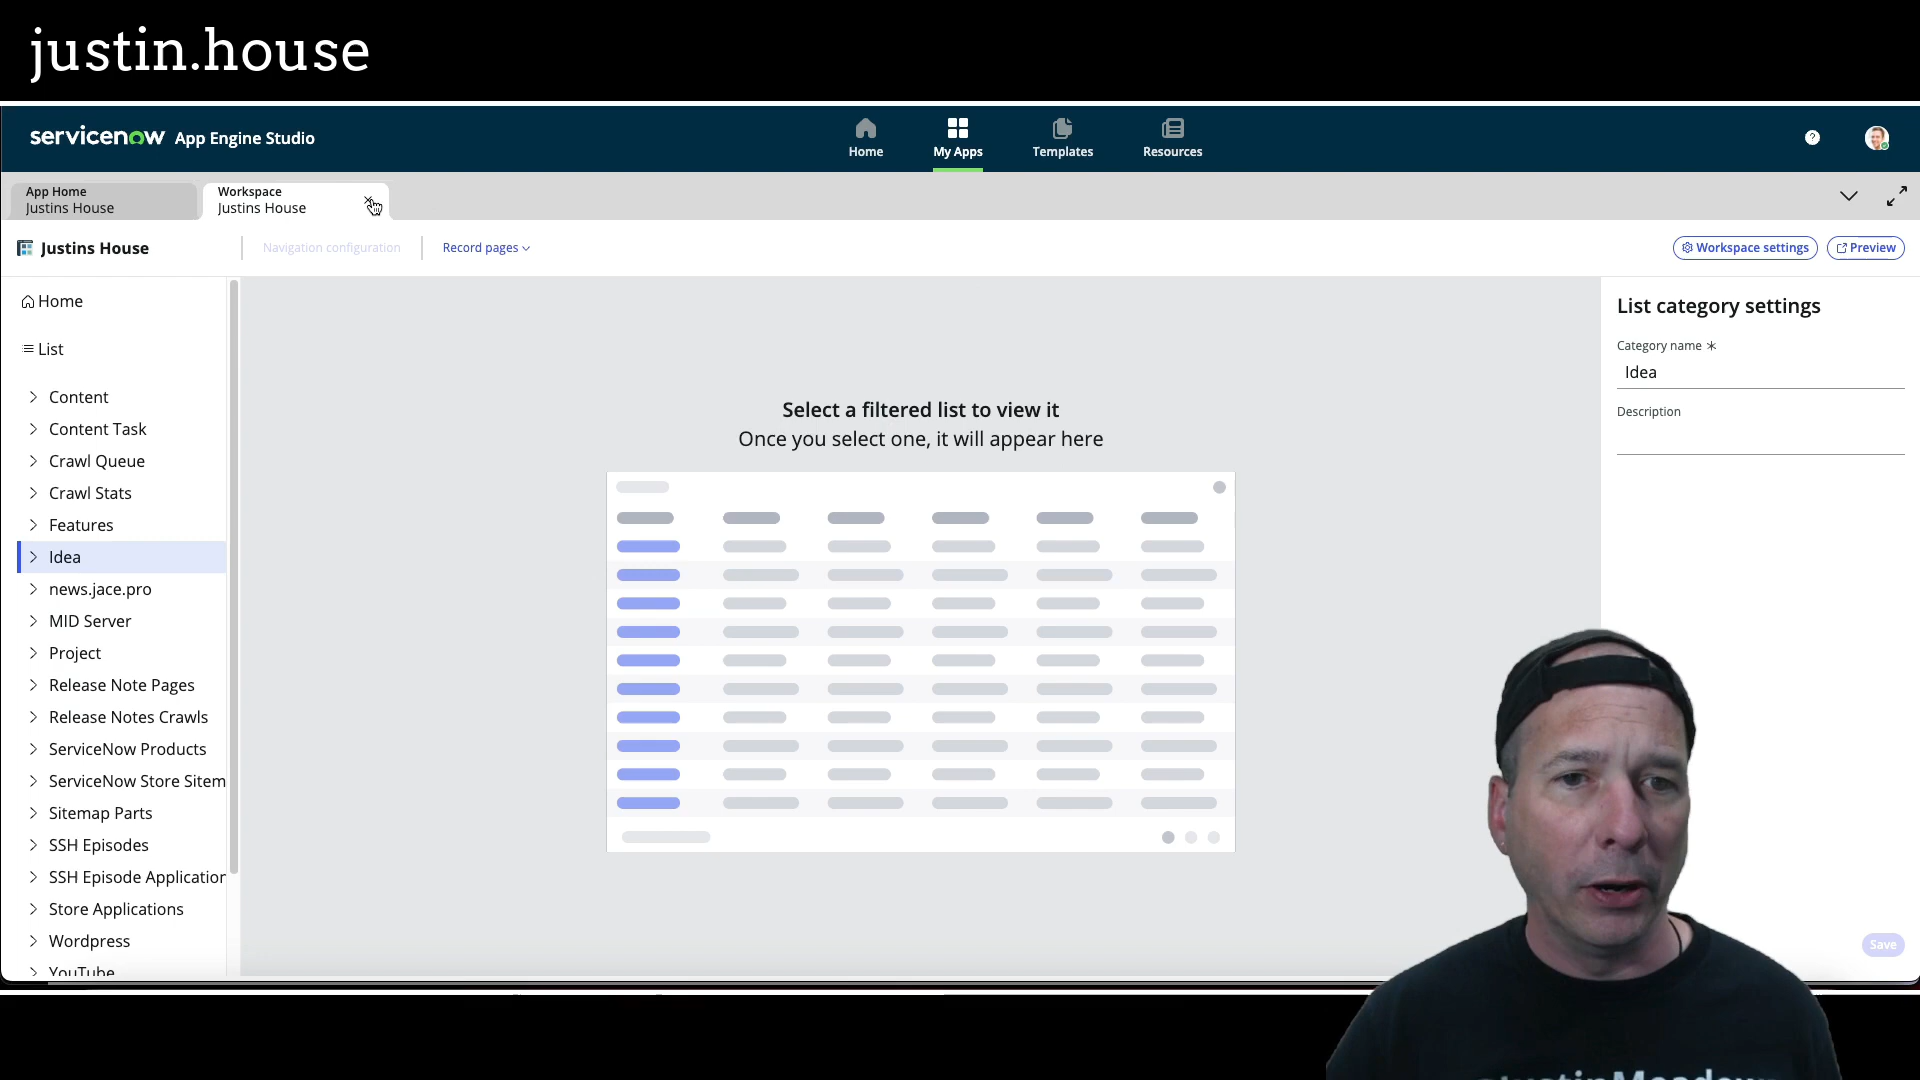 justin.house
servicenow App Engine Studio
Home
My Apps
Templates
Resources
App Home
Justins House
Workspace
Justins House
Justins House
Navigation configuration
Record pages
Workspace settings
Preview
Home
List
Content
Content Task
Crawl Queue
Crawl Stats
Features
Idea
news.jace.pro
MID Server
Project
Release Note Pages
Release Notes Crawls
ServiceNow Products
ServiceNow Store Sitem
Sitemap Parts
SSH Episodes
SSH Episode Application
Store Applications
Wordpress
YouTube
Select a filtered list to view it
Once you select one, it will appear here
List category settings
Category name *
Idea
Description
Save